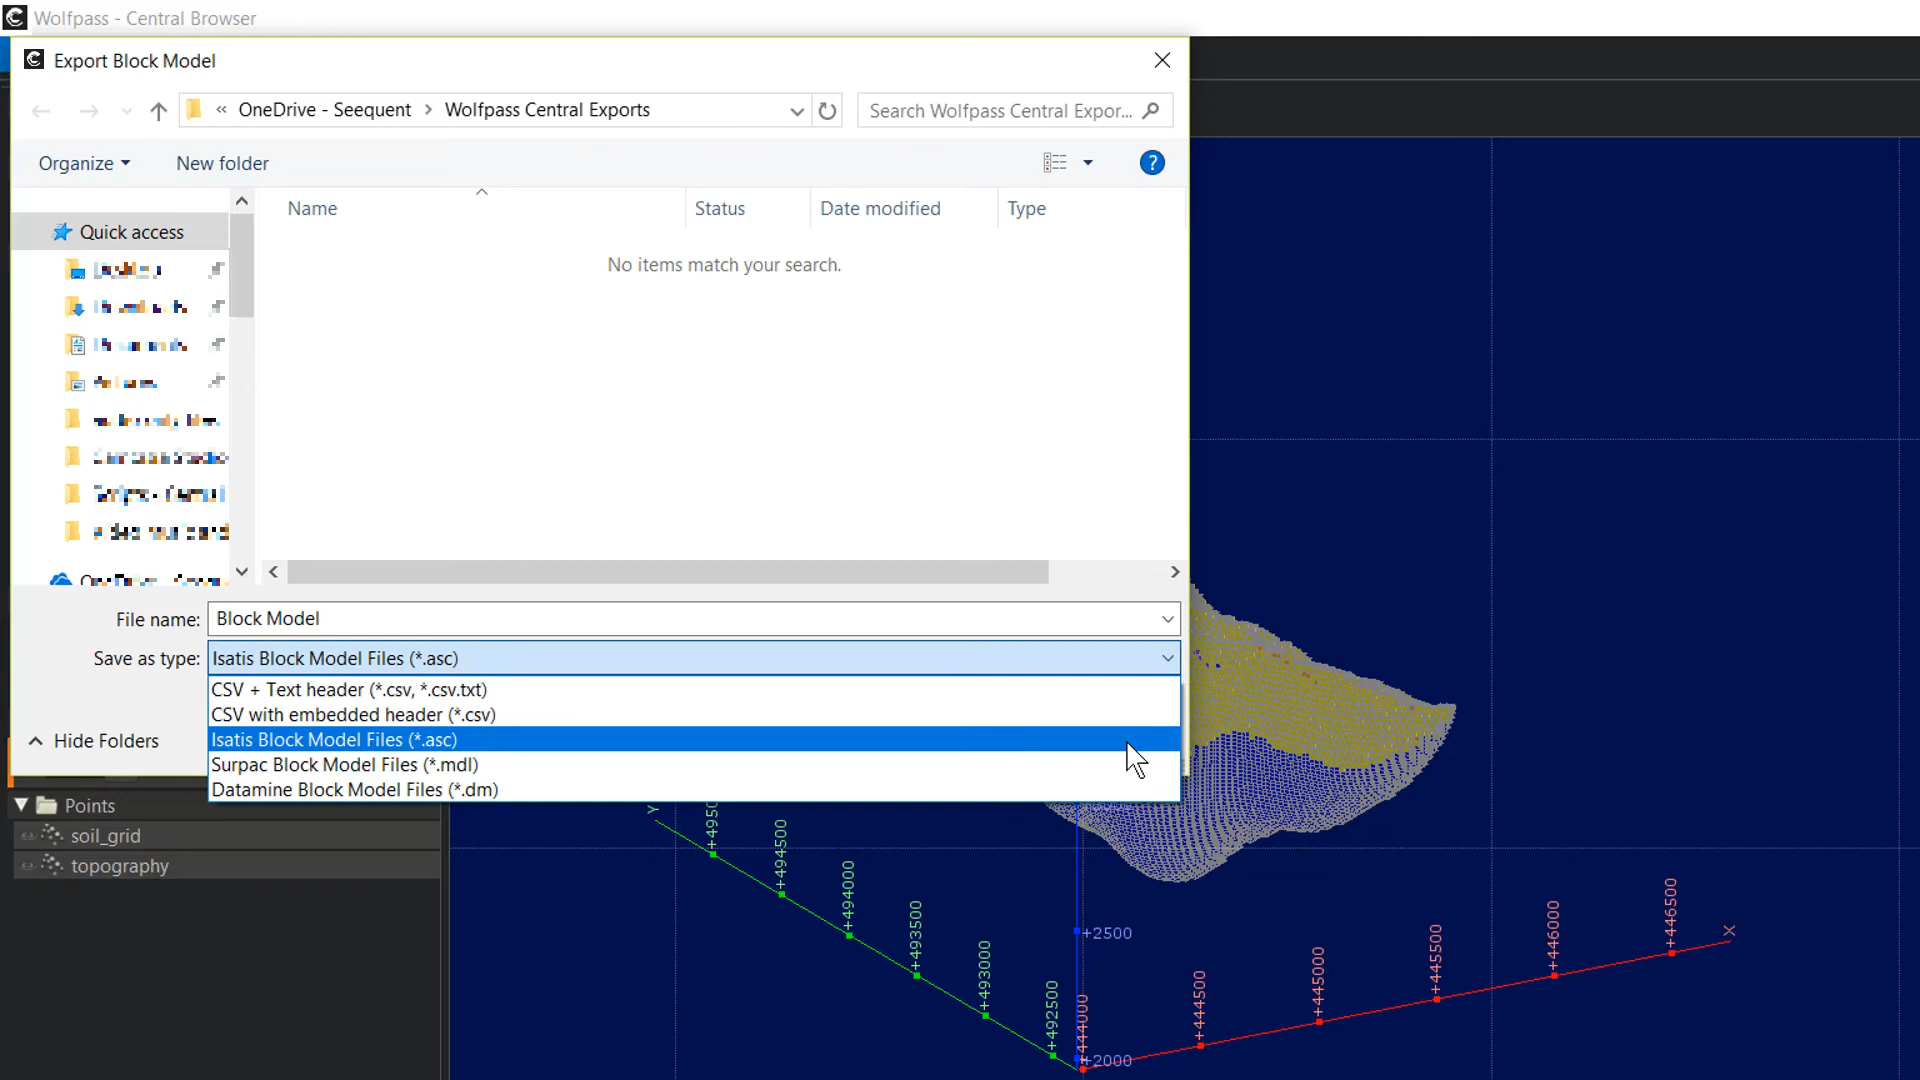 Wolfpass - Central Browser
Export Block Model
« OneDrive - Seequent > Wolfpass Central Exports
Search Wolfpass Central Expor...
Organize
New folder
Name
Status
Date modified
Type
Quick access
No items match your search.
File name: Block Model
Save as type: Isatis Block Model Files (*.asc)
CSV + Text header (*.csv, *.csv.txt)
CSV with embedded header (*.csv)
Isatis Block Model Files (*.asc)
Surpac Block Model Files (*.mdl)
Datamine Block Model Files (*.dm)
Hide Folders
Points
soil_grid
topography
Y
+494500
+494000
+493500
+493000
+492500
+2500
+2000
+444000
+444500
+445000
+445500
+446000
+446500
X